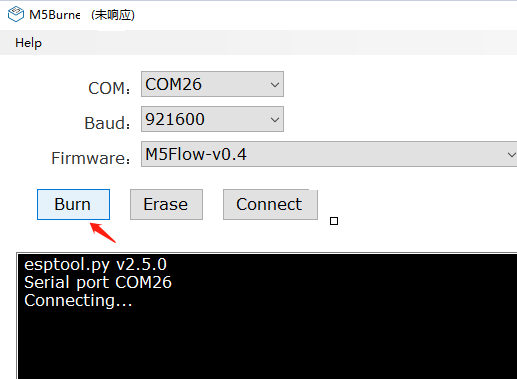 M5Burne (未响应)
Help
COM: COM26
Baud: 921600
Firmware: M5Flow-v0.4
Burn Erase Connect
esptool.py v2.5.0
Serial port COM26
Connecting...